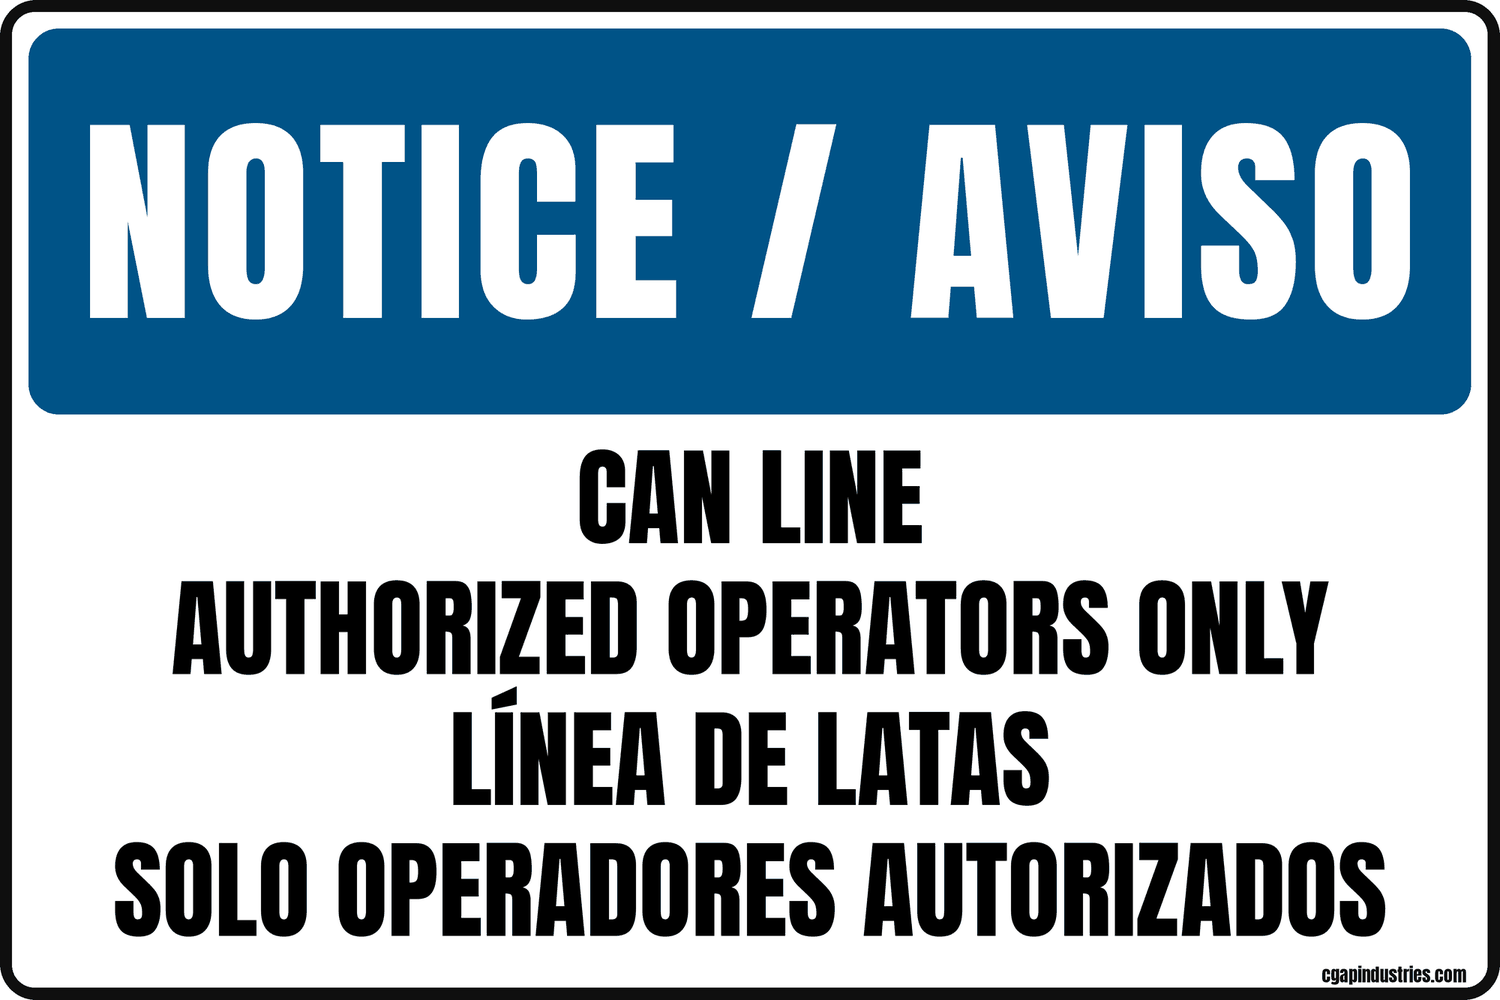 NOTICE / AVISO
CAN LINE
AUTHORIZED OPERATORS ONLY
LÍNEA DE LATAS
SOLO OPERADORES AUTORIZADOS
cgapindustries.com